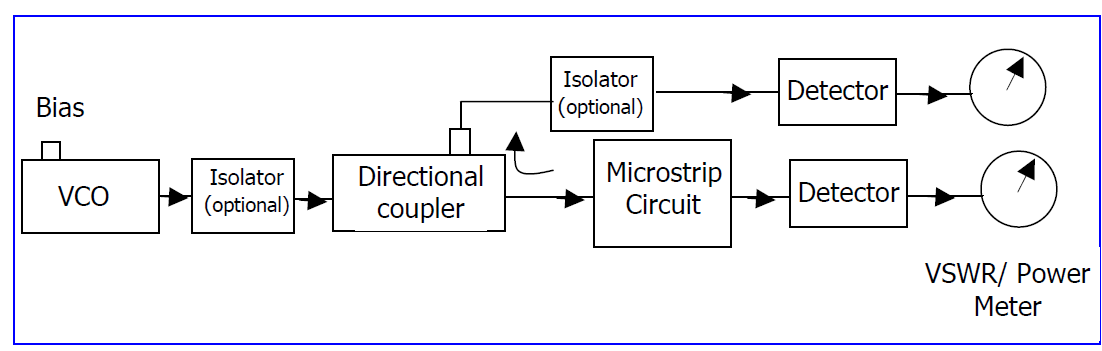 Bias
VCO
Isolator
(optional)
Directional
coupler
Isolator
(optional)
Detector
Microstrip
Circuit
Detector
VSWR/ Power
Meter